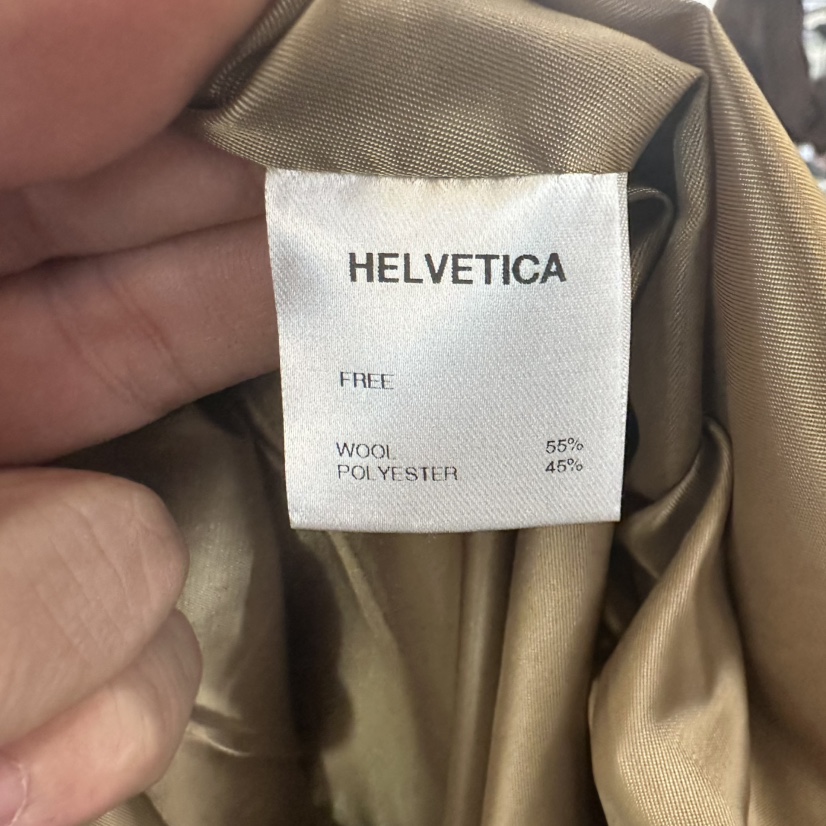 HELVETICA
FREE
WOOL 55%
POLYESTER 45%